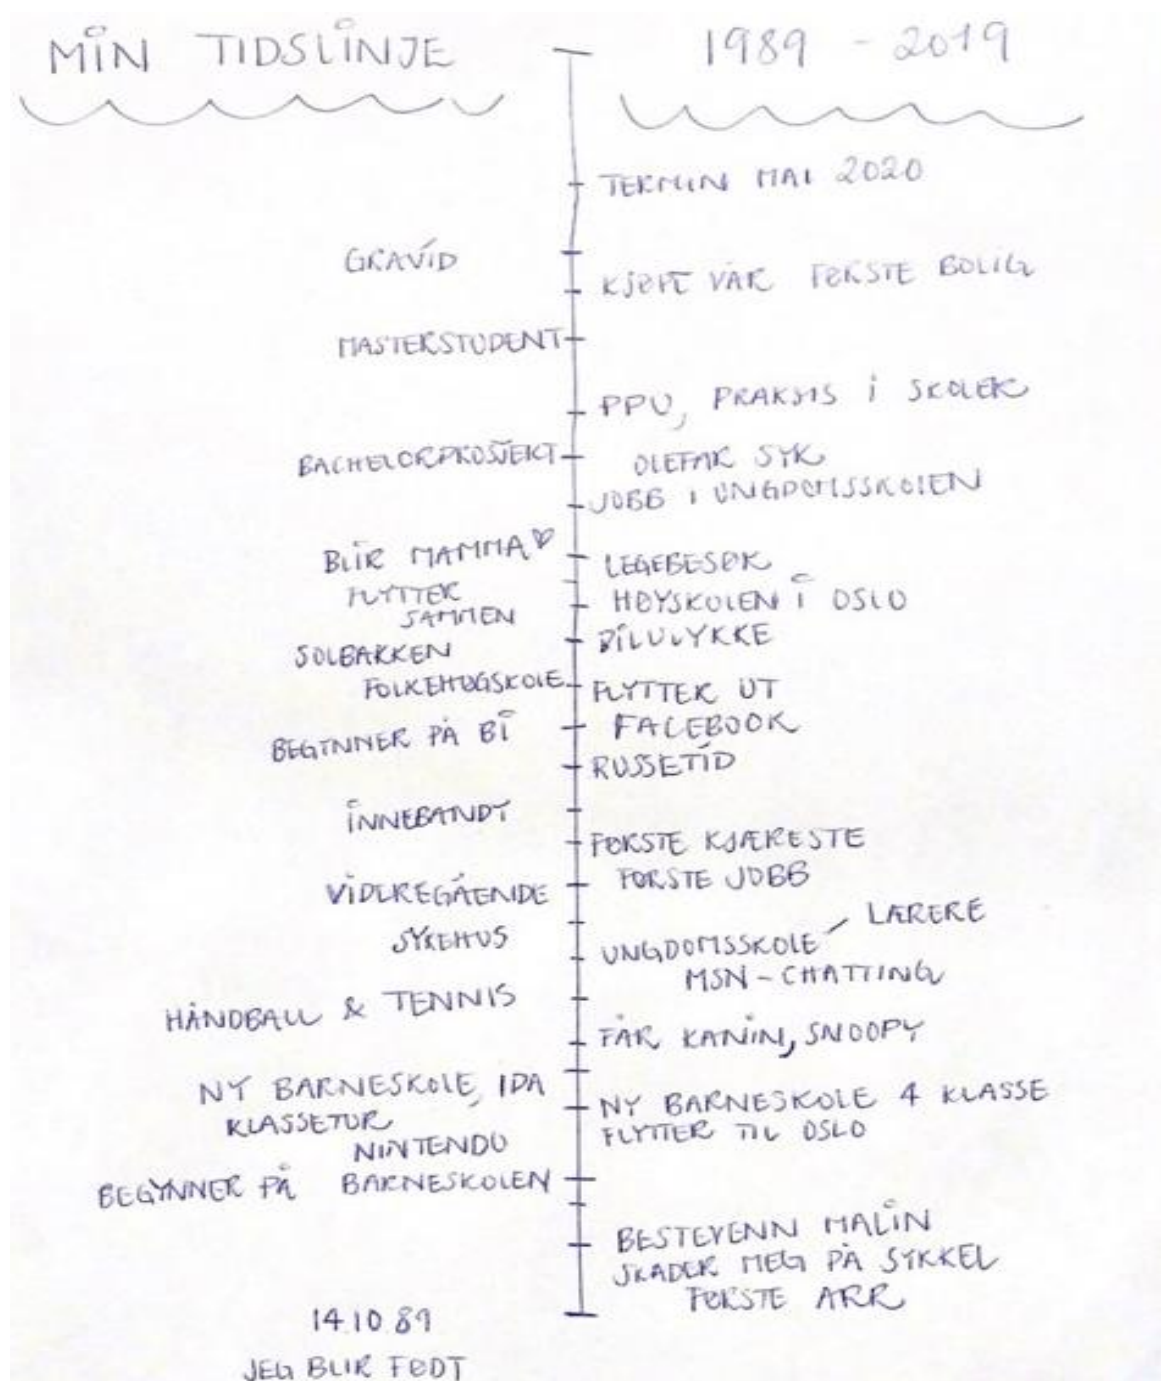 MIN TIDSLINJE
1989 - 2019
TERMIN MAI 2020
GRAVID
KJØPT VÅR FØRSTE BOLIG
MASTERSTUDENT
PPU, PRAKSIS I SKOLER
BACHELORPROSJEKT
OLEFAR SYK
JOBB I UNGDOMSSKOLEN
BLIR MAMMA ♡
LEGEBESØK
FLYTTER
SAMMEN
HØYSKOLEN I OSLO
BILULYKKE
SOLBAKKEN
FOLKEHØGSKOLE
FLYTTER UT
FACEBOOK
BEGYNNER PÅ BI
RUSSETID
INNEBANDY
FØRSTE KJÆRESTE
FØRSTE JOBB
VIDEREGÅENDE
LÆRERE
SYKEHUS
UNGDOMSSKOLE
MSN-CHATTING
HÅNDBALL & TENNIS
FÅR KANIN, SNOOPY
NY BARNESKOLE, IDA
KLASSETUR
NINTENDO
NY BARNESKOLE 4 KLASSE
FLYTTER TIL OSLO
BEGYNNER PÅ BARNESKOLEN
BESTEVENN MALIN
SKADER MEG PÅ SYKKEL
FØRSTE ARR
14.10.89
JEG BLIR FØDT